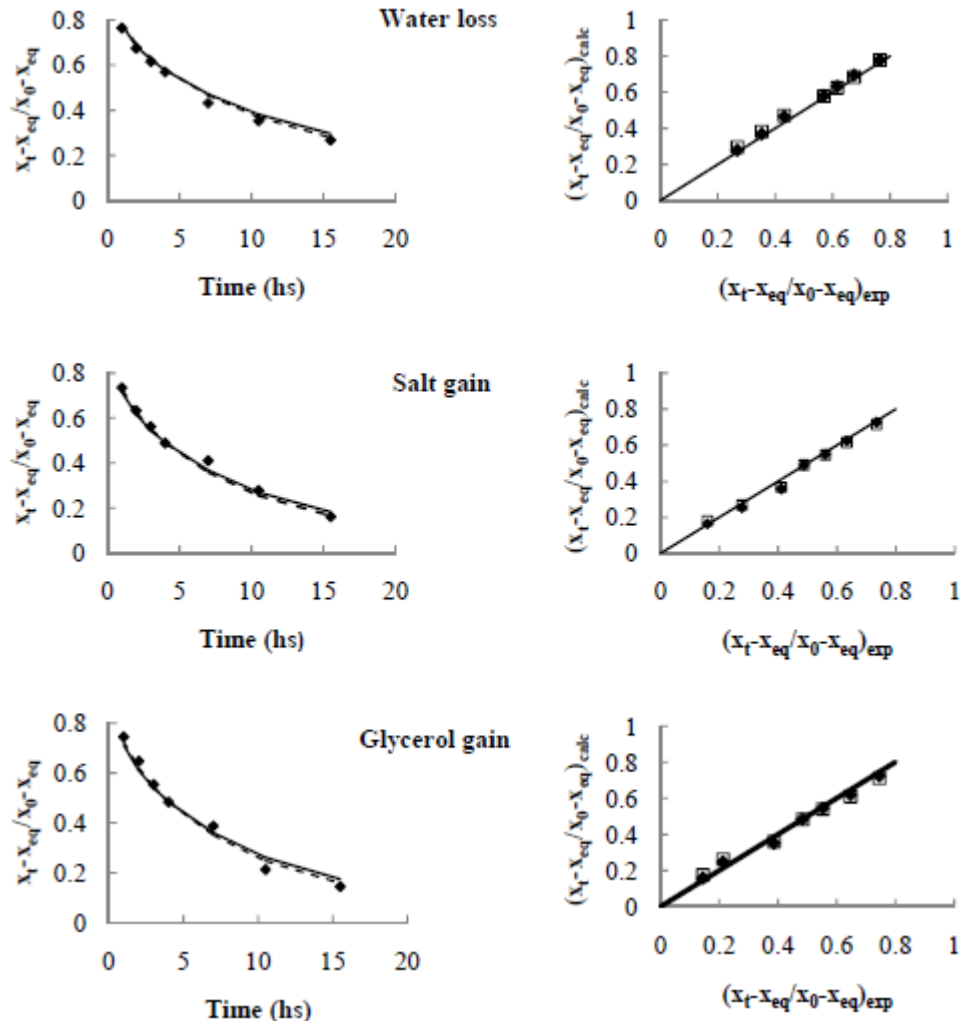 Water loss
0.8
0.6
0.4
0.2
0
xt-xeq/x0-xeq
0 5 10 15 20
Time (hs)
1
0.8
0.6
0.4
0.2
0
(xt-xeq/x0-xeq)calc
0 0.2 0.4 0.6 0.8 1
(xt-xeq/x0-xeq)exp
Salt gain
0.8
0.6
0.4
0.2
0
xt-xeq/x0-xeq
0 5 10 15 20
Time (hs)
1
0.8
0.6
0.4
0.2
0
(xt-xeq/x0-xeq)calc
0 0.2 0.4 0.6 0.8 1
(xt-xeq/x0-xeq)exp
Glycerol gain
0.8
0.6
0.4
0.2
0
xt-xeq/x0-xeq
0 5 10 15 20
Time (hs)
1
0.8
0.6
0.4
0.2
0
(xt-xeq/x0-xeq)calc
0 0.2 0.4 0.6 0.8 1
(xt-xeq/x0-xeq)exp